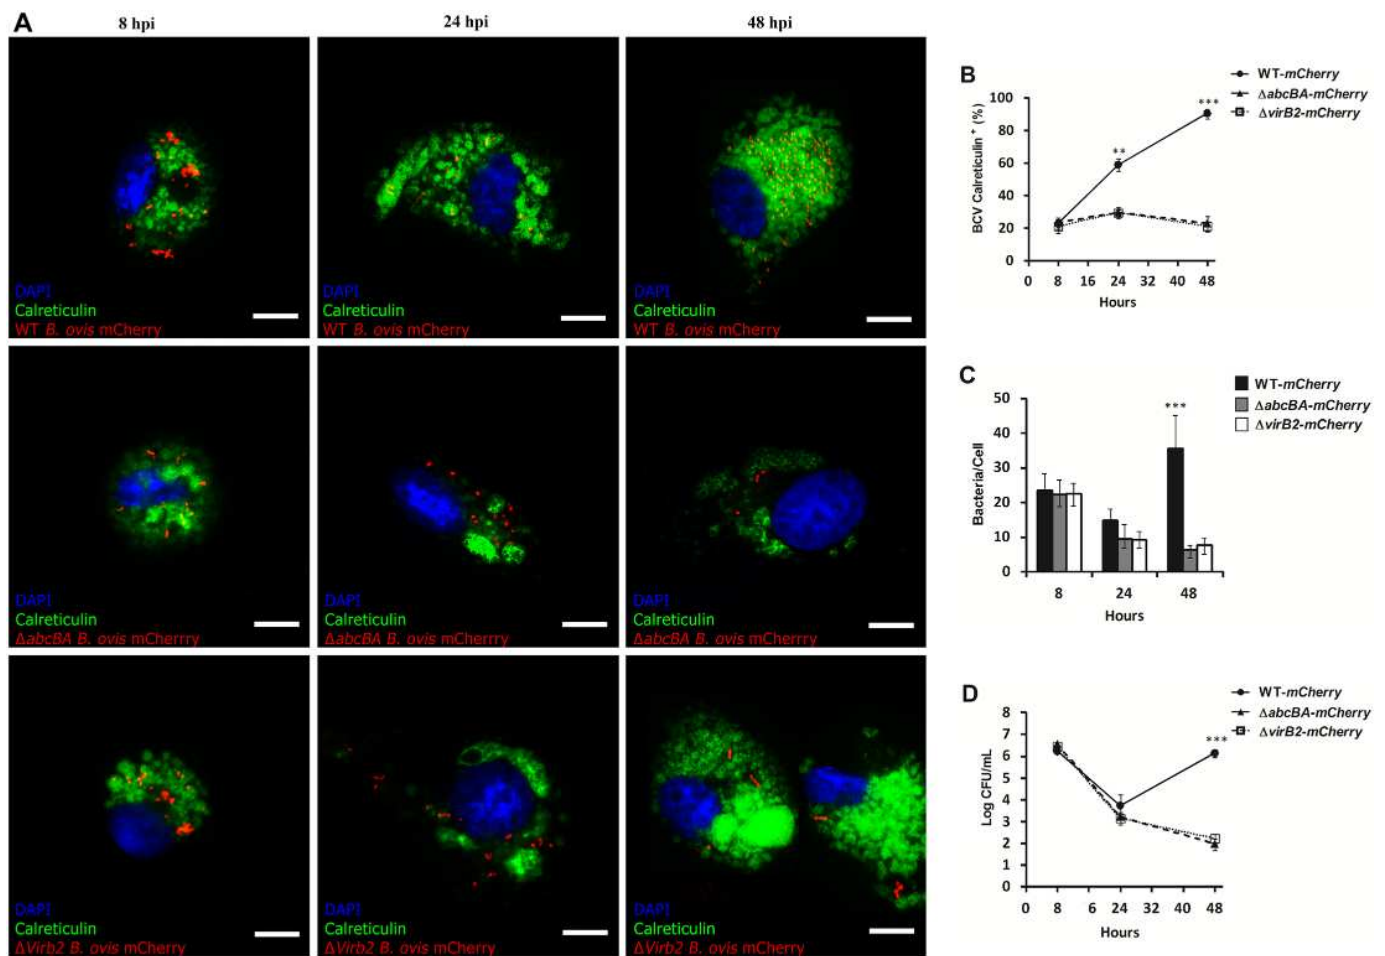 A
8 hpi
24 hpi
48 hpi
DAPI
Calreticulin
WT B. ovis mCherry
DAPI
Calreticulin
WT B. ovis mCherry
DAPI
Calreticulin
WT B. ovis mCherry
DAPI
Calreticulin
ΔabcBA B. ovis mCherrry
DAPI
Calreticulin
ΔabcBA B. ovis mCherry
DAPI
Calreticulin
ΔabcBA B. ovis mCherry
DAPI
Calreticulin
ΔVirb2 B. ovis mCherry
DAPI
Calreticulin
ΔVirb2 B. ovis mCherry
DAPI
Calreticulin
ΔVirb2 B. ovis mCherry
B
WT-mCherry
ΔabcBA-mCherry
ΔvirB2-mCherry
BCV Calreticulin⁺ (%)
100
80
60
40
20
0
**
***
0 8 16 24 32 40 48
Hours
C
WT-mCherry
ΔabcBA-mCherry
ΔvirB2-mCherry
Bacteria/Cell
50
40
30
20
10
0
***
8 24 48
Hours
D
WT-mCherry
ΔabcBA-mCherry
ΔvirB2-mCherry
Log CFU/mL
8
7
6
5
4
3
2
1
0
***
0 8 16 24 32 40 48
Hours